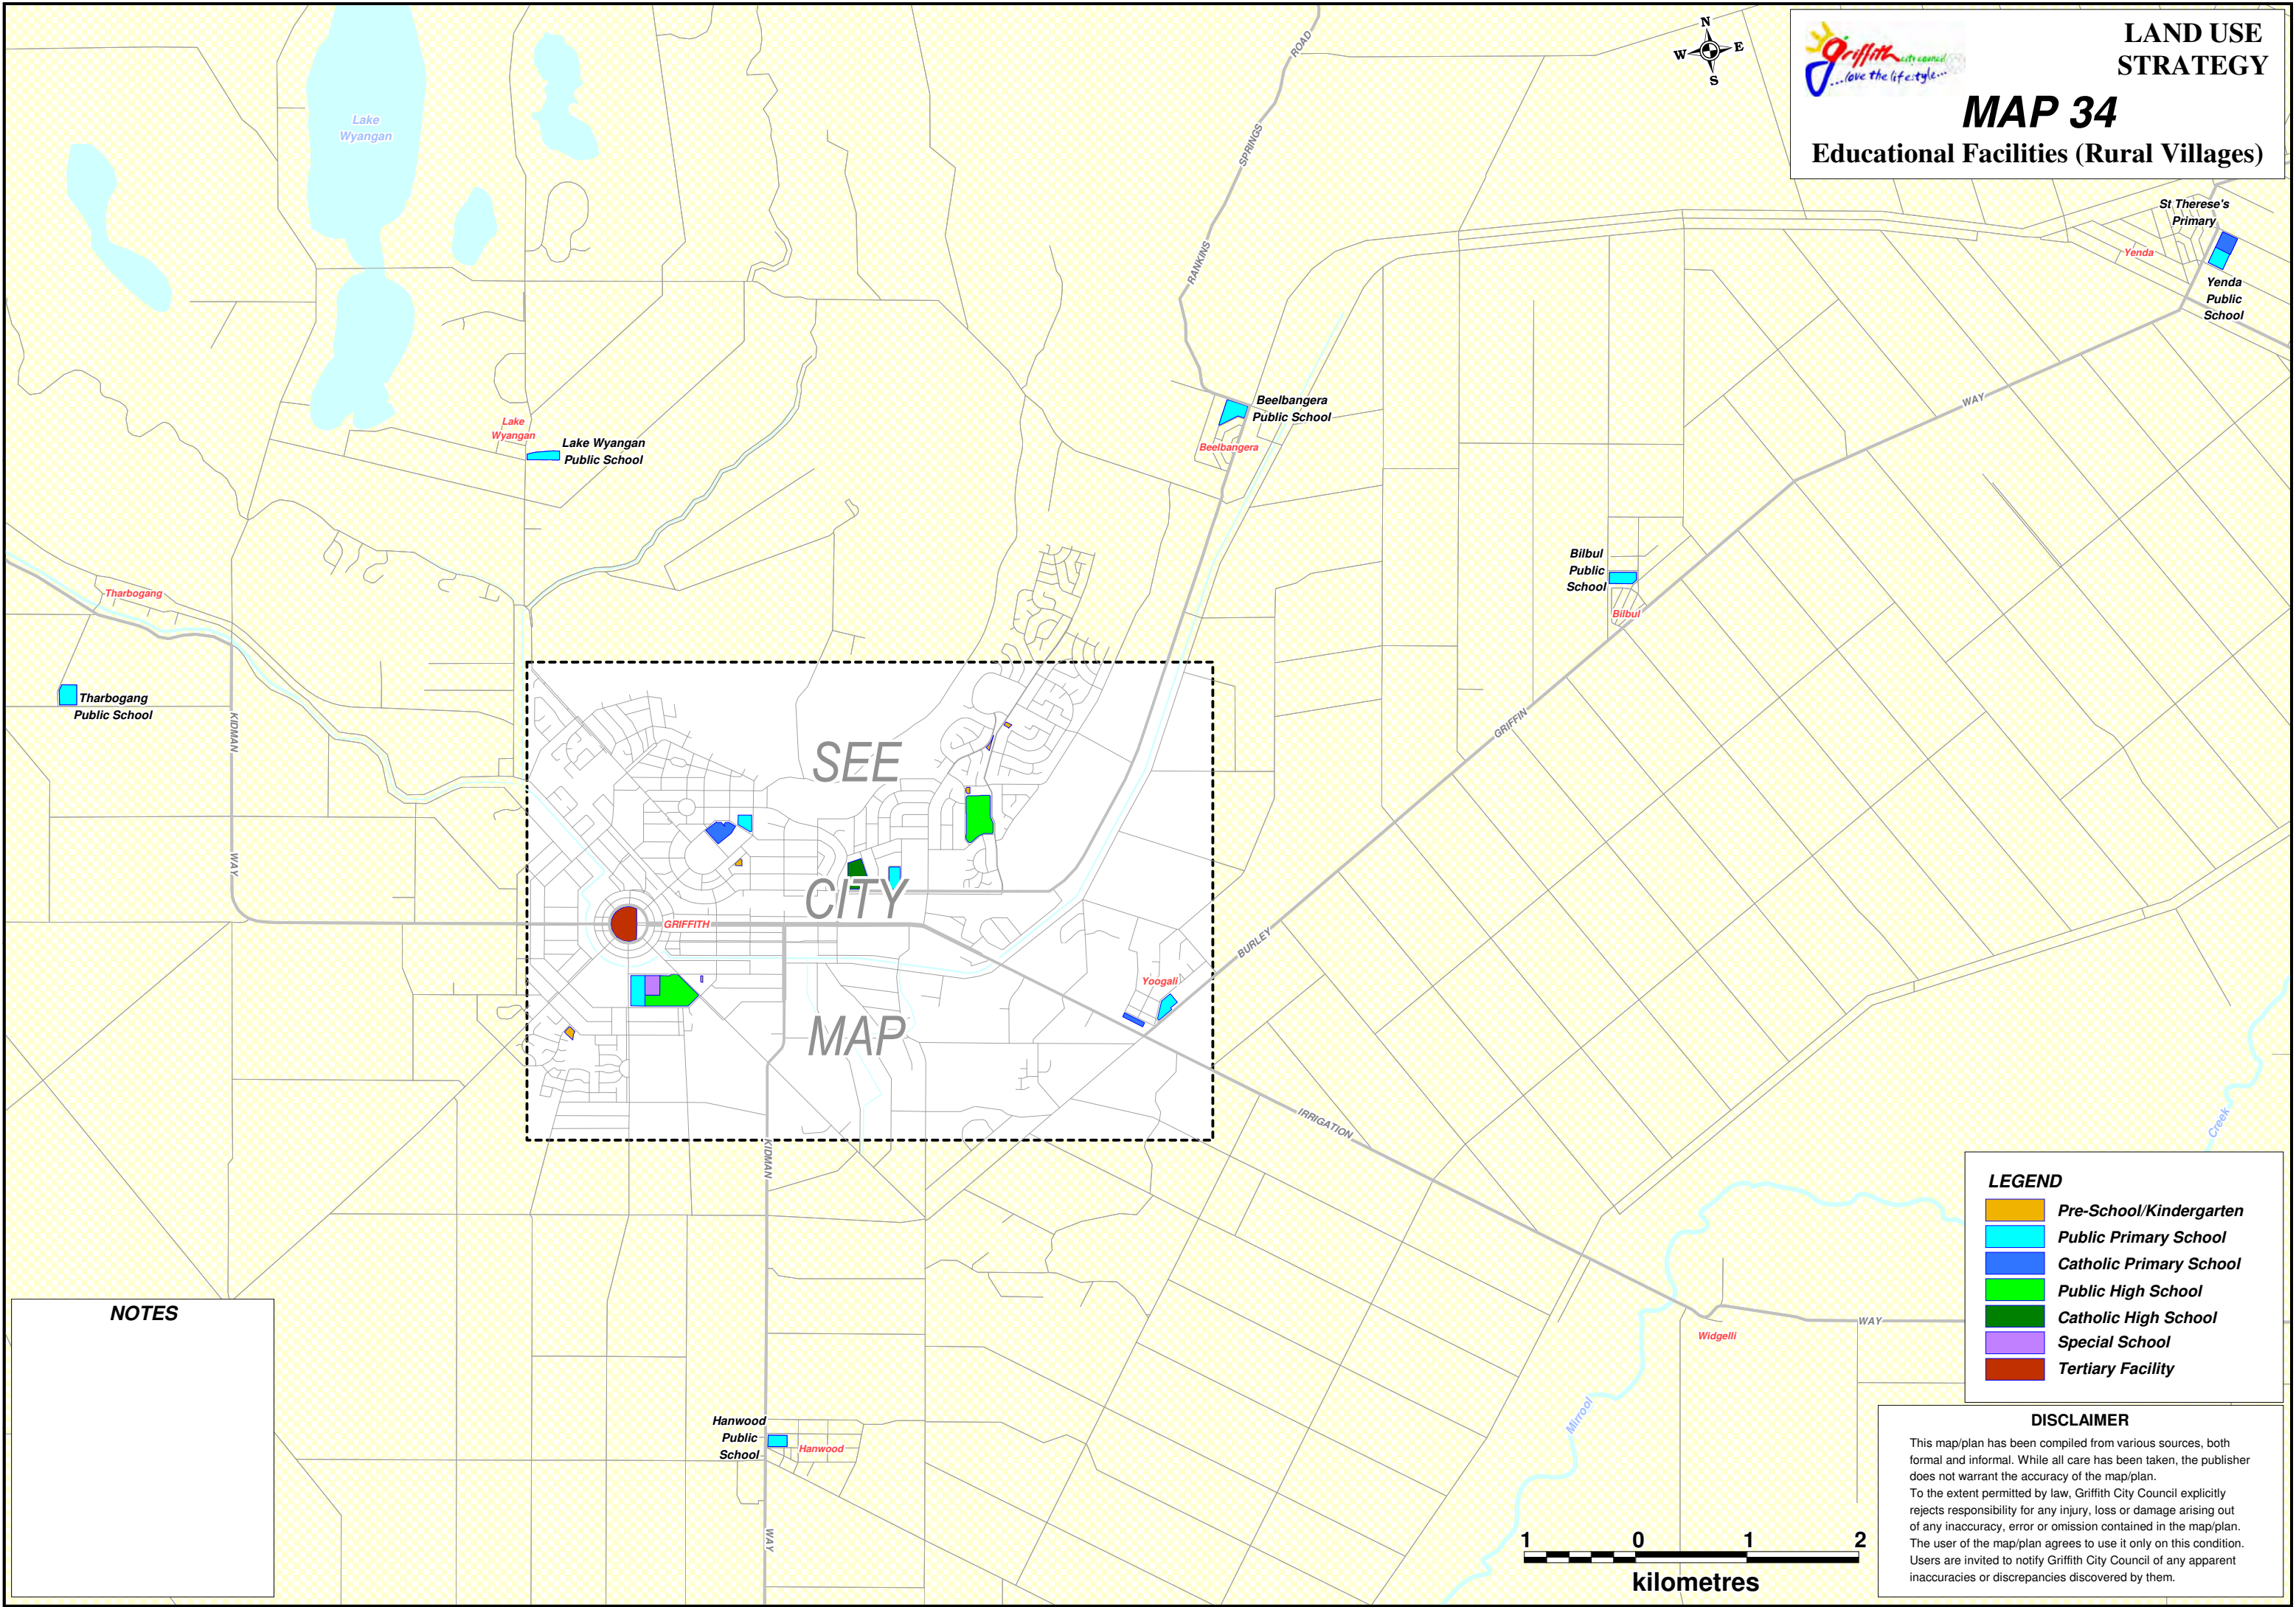 LAND USE
STRATEGY
Griffith city council
...love the lifestyle...
MAP 34
Educational Facilities (Rural Villages)
N
W E
S
ROAD
SPRINGS
RANKINS
Lake
Wyangan
St Therese's
Primary
Yenda
Yenda
Public
School
WAY
Beelbangera
Public School
Beelbangera
Lake
Wyangan
Lake Wyangan
Public School
Bilbul
Public
School
Bilbul
Tharbogang
Tharbogang
Public School
KIDMAN
WAY
GRIFFIN
BURLEY
SEE
CITY
MAP
GRIFFITH
Yoogali
IRRIGATION
KIDMAN
WAY
Creek
Mirrool
Widgelli
WAY
Hanwood
Public
School
Hanwood
NOTES
LEGEND
Pre-School/Kindergarten
Public Primary School
Catholic Primary School
Public High School
Catholic High School
Special School
Tertiary Facility
DISCLAIMER
This map/plan has been compiled from various sources, both
formal and informal. While all care has been taken, the publisher
does not warrant the accuracy of the map/plan.
To the extent permitted by law, Griffith City Council explicitly
rejects responsibility for any injury, loss or damage arising out
of any inaccuracy, error or omission contained in the map/plan.
The user of the map/plan agrees to use it only on this condition.
Users are invited to notify Griffith City Council of any apparent
inaccuracies or discrepancies discovered by them.
1 0 1 2
kilometres